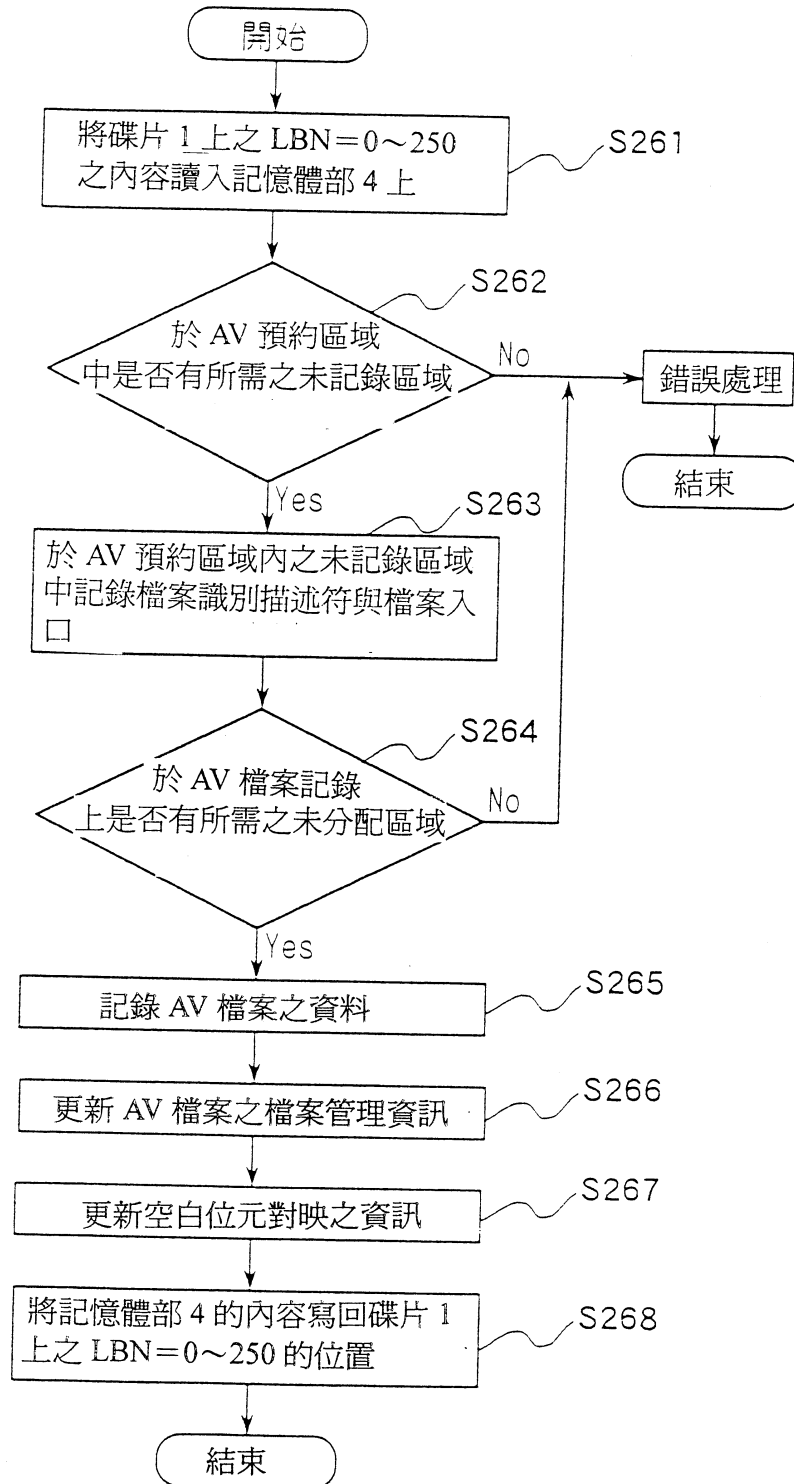 開始
將碟片 1 上之 LBN=0~250
之內容讀入記憶體部 4 上
S261
S262
於 AV 預約區域
中是否有所需之未記錄區域
No
錯誤處理
結束
Yes
S263
於 AV 預約區域內之未記錄區域
中記錄檔案識別描述符與檔案入
口
S264
於 AV 檔案記錄
上是否有所需之未分配區域
No
Yes
記錄 AV 檔案之資料
S265
更新 AV 檔案之檔案管理資訊
S266
更新空白位元對映之資訊
S267
將記憶體部 4 的內容寫回碟片 1
上之 LBN=0~250 的位置
S268
結束